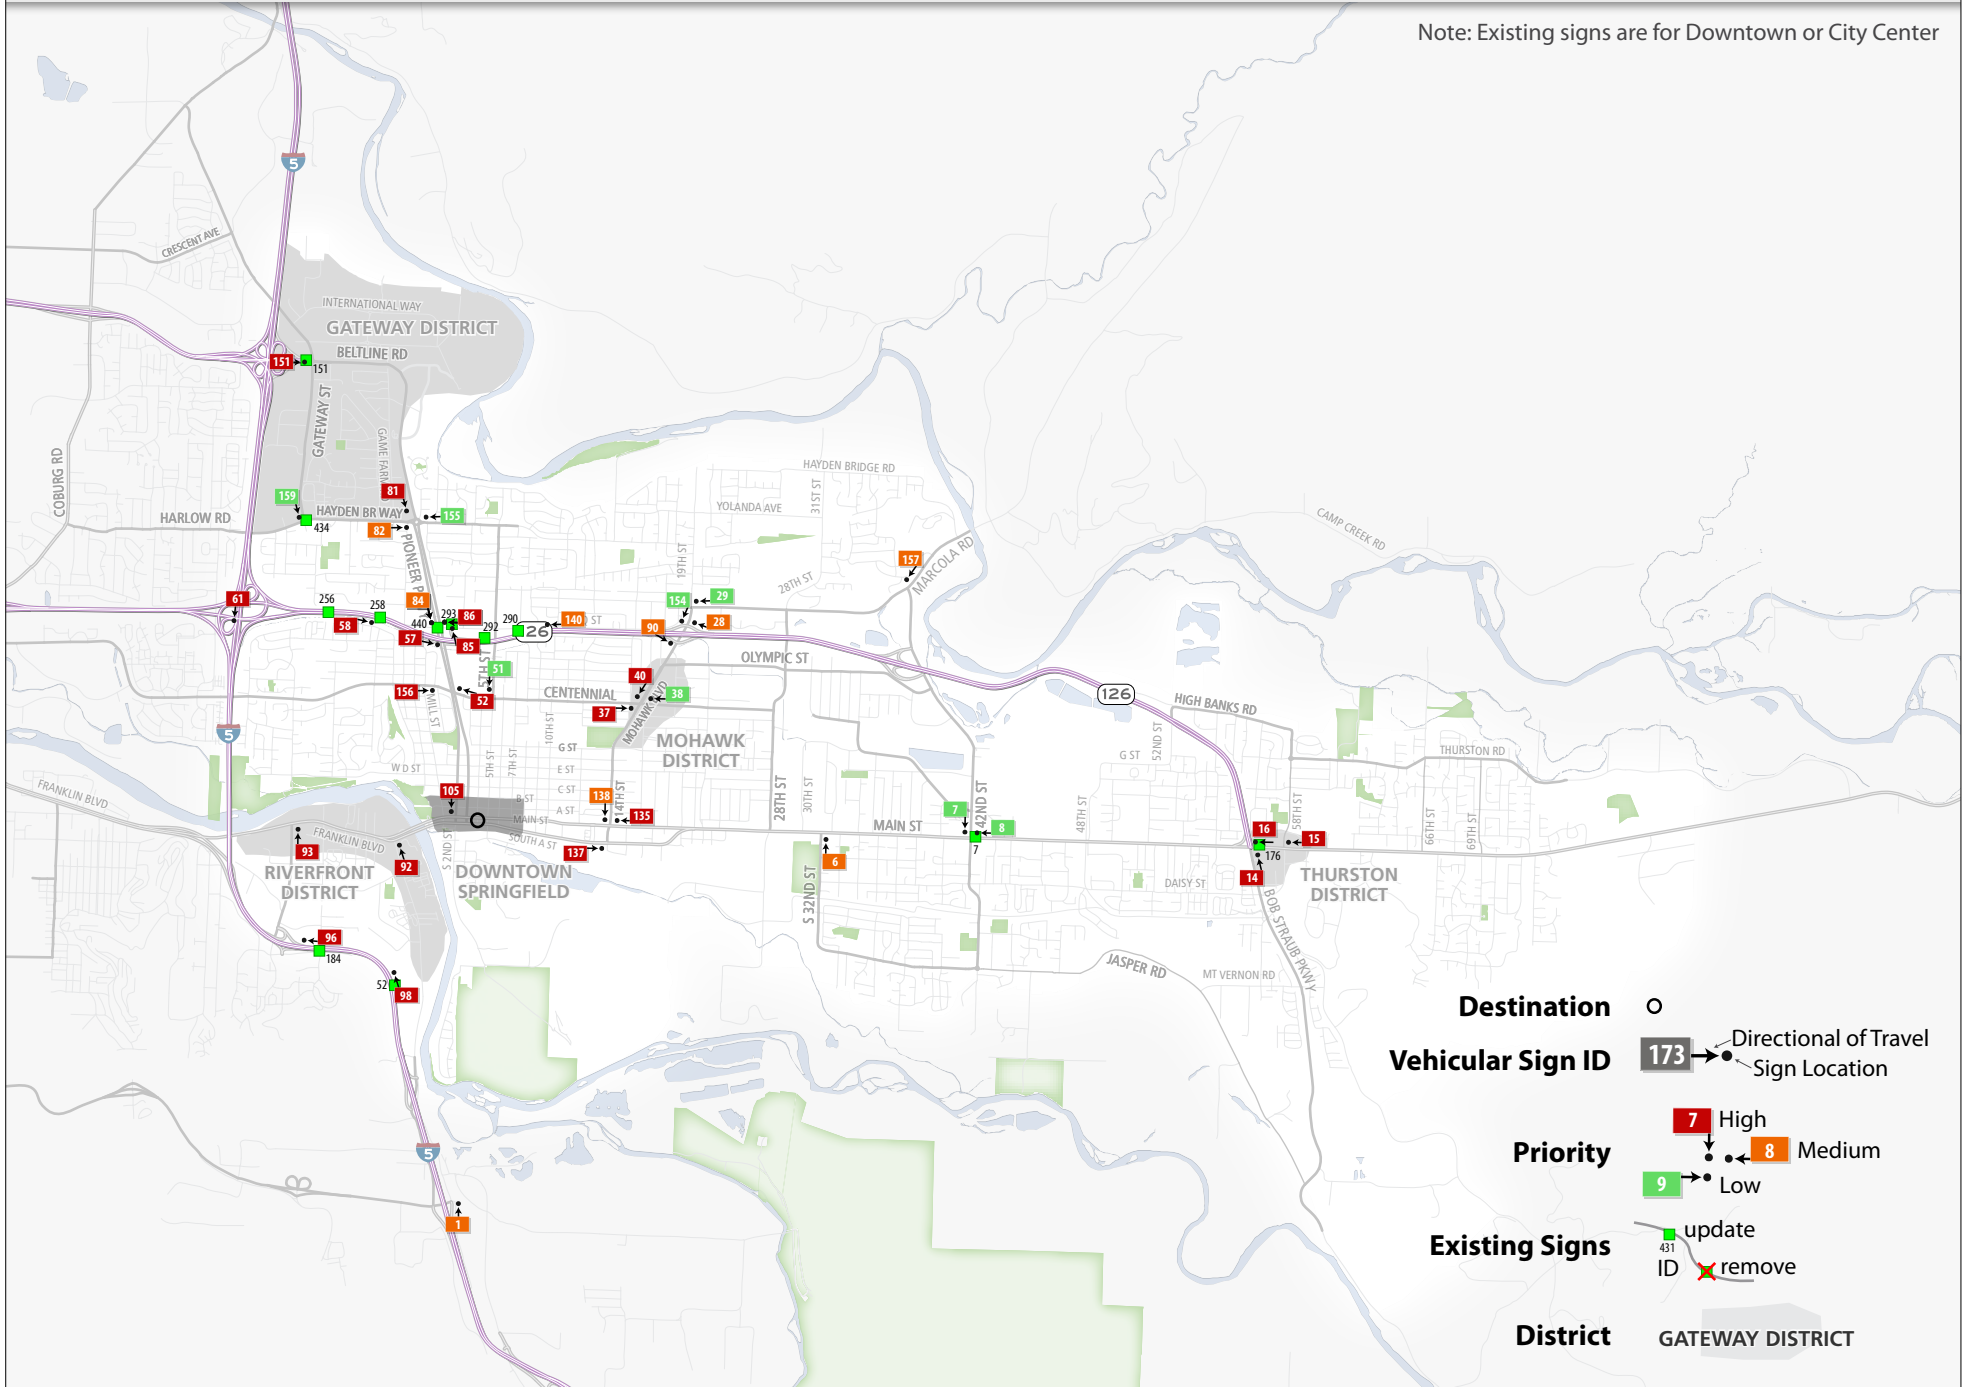 Note: Existing signs are for Downtown or City Center
5
CRESCENT AVE
INTERNATIONAL WAY
GATEWAY DISTRICT
BELTLINE RD
151
151
GATEWAY ST
GAME FARM
COBURG RD
HAYDEN BRIDGE RD
31ST ST
YOLANDA AVE
159
81
HARLOW RD
HAYDEN BR WAY
155
434
82
PIONEER P
CAMP CREEK RD
MARCOLA RD
157
19TH ST
28TH ST
61
256
258
58
84
440
293
86
57
85
292
290
26
140
ST
154
29
28
90
5TH ST
51
OLYMPIC ST
156
52
MILL ST
CENTENNIAL
40
38
37
MOHAWK BLVD
126
HIGH BANKS RD
5
10TH ST
G ST
MOHAWK
DISTRICT
G ST
52ND ST
THURSTON RD
W D ST
5TH ST
7TH ST
E ST
C ST
B ST
A ST
FRANKLIN BLVD
105
138
14TH ST
135
28TH ST
30TH ST
MAIN ST
MAIN ST
7
8
7
42ND ST
48TH ST
58TH ST
66TH ST
69TH ST
16
15
176
14
FRANKLIN BLVD
93
92
S 2ND ST
SOUTH A ST
137
6
RIVERFRONT
DISTRICT
DOWNTOWN
SPRINGFIELD
S 32ND ST
DAISY ST
THURSTON
DISTRICT
BOB STRAUB PKWY
96
184
52
98
JASPER RD
MT VERNON RD
5
1
Destination
Vehicular Sign ID
173
Directional of Travel
Sign Location
Priority
7
High
8
Medium
9
Low
Existing Signs
update
431
ID
remove
District
GATEWAY DISTRICT